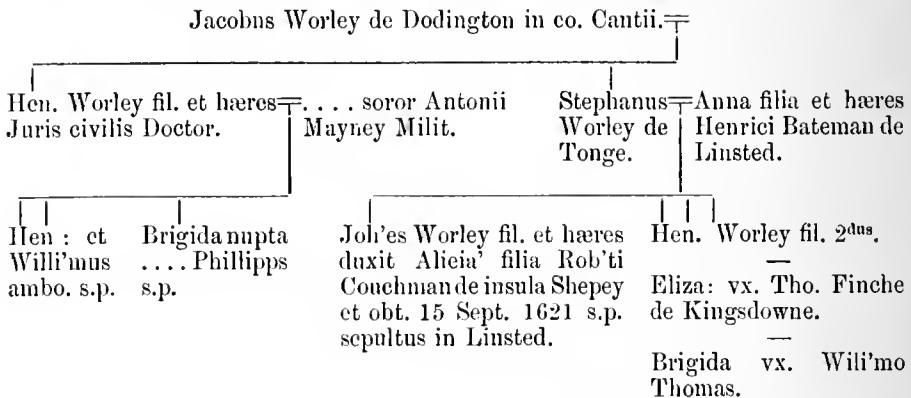 Jacobus Worley de Dodington in co. Cantii.
Hen. Worley fil. et hæres
Juris civilis Doctor.
. . . . soror Antonii
Mayney Milit.
Stephanus
Worley de
Tonge.
Anna filia et hæres
Henrici Bateman de
Linsted.
Hen : et
Willi'mus
ambo. s.p.
Brigida nupta
. . . . Phillipps
s.p.
Joh'es Worley fil. et hæres
duxit Alicia' filia Rob'ti
Couchman de insula Shepey
et obt. 15 Sept. 1621 s.p.
sepultus in Linsted.
Hen. Worley fil. 2dus.
Eliza: vx. Tho. Finche
de Kingsdowne.
Brigida vx. Wili'mo
Thomas.